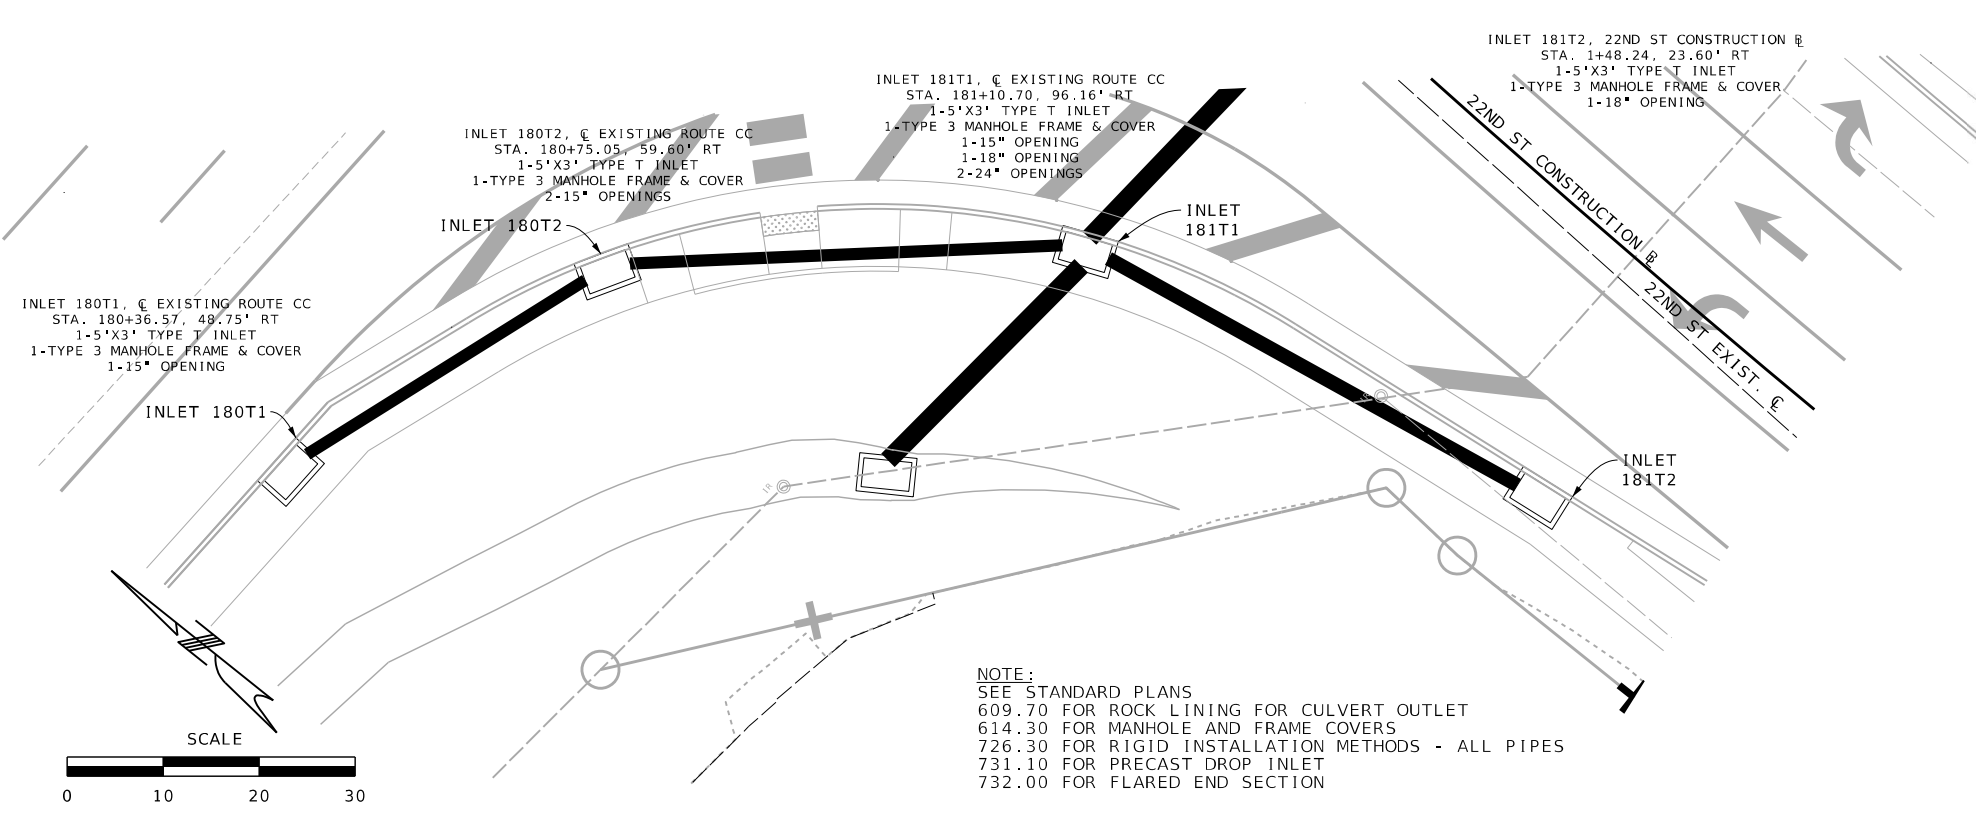 INLET 181T2, 22ND ST CONSTRUCTION ℄
STA. 1+48.24, 23.60' RT
1-5'X3' TYPE T INLET
1-TYPE 3 MANHOLE FRAME & COVER
1-18" OPENING
INLET 181T1, ℄ EXISTING ROUTE CC
STA. 181+10.70, 96.16' RT
1-5'X3' TYPE T INLET
1-TYPE 3 MANHOLE FRAME & COVER
1-15" OPENING
1-18" OPENING
2-24" OPENINGS
INLET 180T2, ℄ EXISTING ROUTE CC
STA. 180+75.05, 59.60' RT
1-5'X3' TYPE T INLET
1-TYPE 3 MANHOLE FRAME & COVER
2-15" OPENINGS
INLET 180T2
INLET
181T1
22ND ST CONSTRUCTION BL
22ND ST EXIST. ℄
INLET 180T1, ℄ EXISTING ROUTE CC
STA. 180+36.57, 48.75' RT
1-5'X3' TYPE T INLET
1-TYPE 3 MANHOLE FRAME & COVER
1-15" OPENING
INLET 180T1
INLET
181T2
NOTE:
SEE STANDARD PLANS
609.70 FOR ROCK LINING FOR CULVERT OUTLET
614.30 FOR MANHOLE AND FRAME COVERS
726.30 FOR RIGID INSTALLATION METHODS - ALL PIPES
731.10 FOR PRECAST DROP INLET
732.00 FOR FLARED END SECTION
SCALE
0 10 20 30